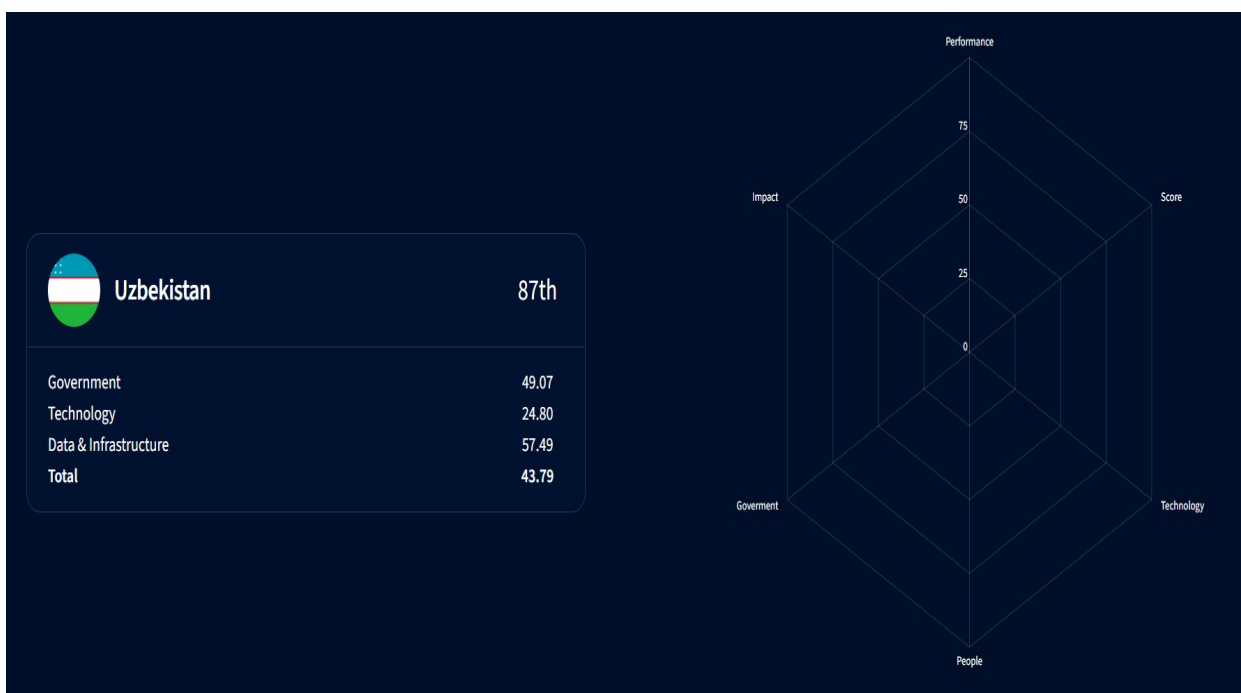 Uzbekistan 87th
Government 49.07
Technology 24.80
Data & Infrastructure 57.49
Total 43.79
Performance
75
Impact
50
Score
25
0
Goverment
Technology
People